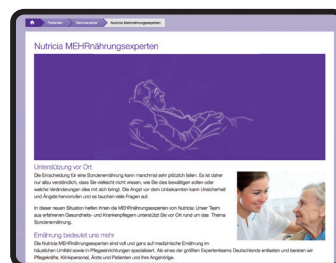 Patienten Serviceseiten Nutricia Mehrnährungsexperten
Nutricia MEHRnährungsexperten
Unterstützung vor Ort
Die Entscheidung für eine Sondenernährung kann manchmal sehr plötzlich fallen. Es ist daher
nur allzu verständlich, dass Sie vielleicht nicht wissen, wie Sie dies bewältigen sollen oder
welche Veränderungen dies mit sich bringt. Die Angst vor dem Unbekannten kann Unsicherheit
und Ängste hervorrufen und es tauchen viele Fragen auf.
In dieser neuen Situation helfen Ihnen die MEHRnährungsexperten von Nutricia: Unser Team
aus erfahrenen Gesundheits- und Krankenpflegern unterstützt Sie vor Ort rund um das Thema
Sondenernährung.
Ernährung bedeutet uns mehr
Die Nutricia MEHRnährungsexperten sind voll und ganz auf medizinische Ernährung im
häuslichen Umfeld sowie in Pflegeeinrichtungen spezialisiert. Als eines der größten Expertenteams Deutschlands entlasten und beraten wir
Pflegekräfte, Klinikpersonal, Ärzte und Patienten und ihre Angehörige.